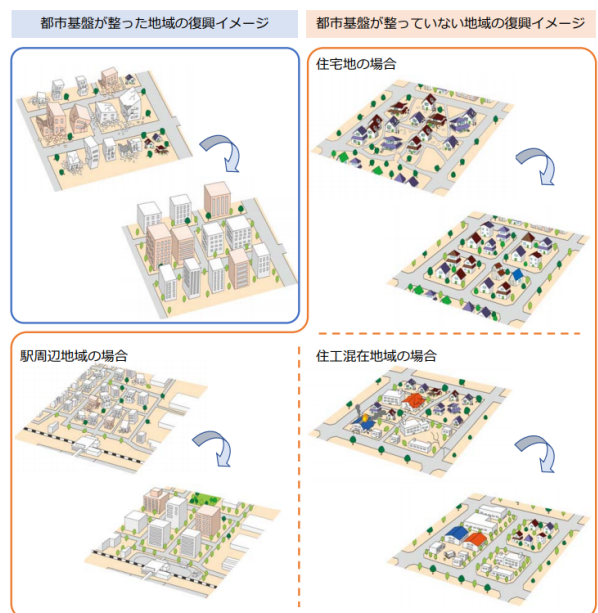 都市基盤が整った地域の復興イメージ
都市基盤が整っていない地域の復興イメージ
住宅地の場合
駅周辺地域の場合
住工混在地域の場合